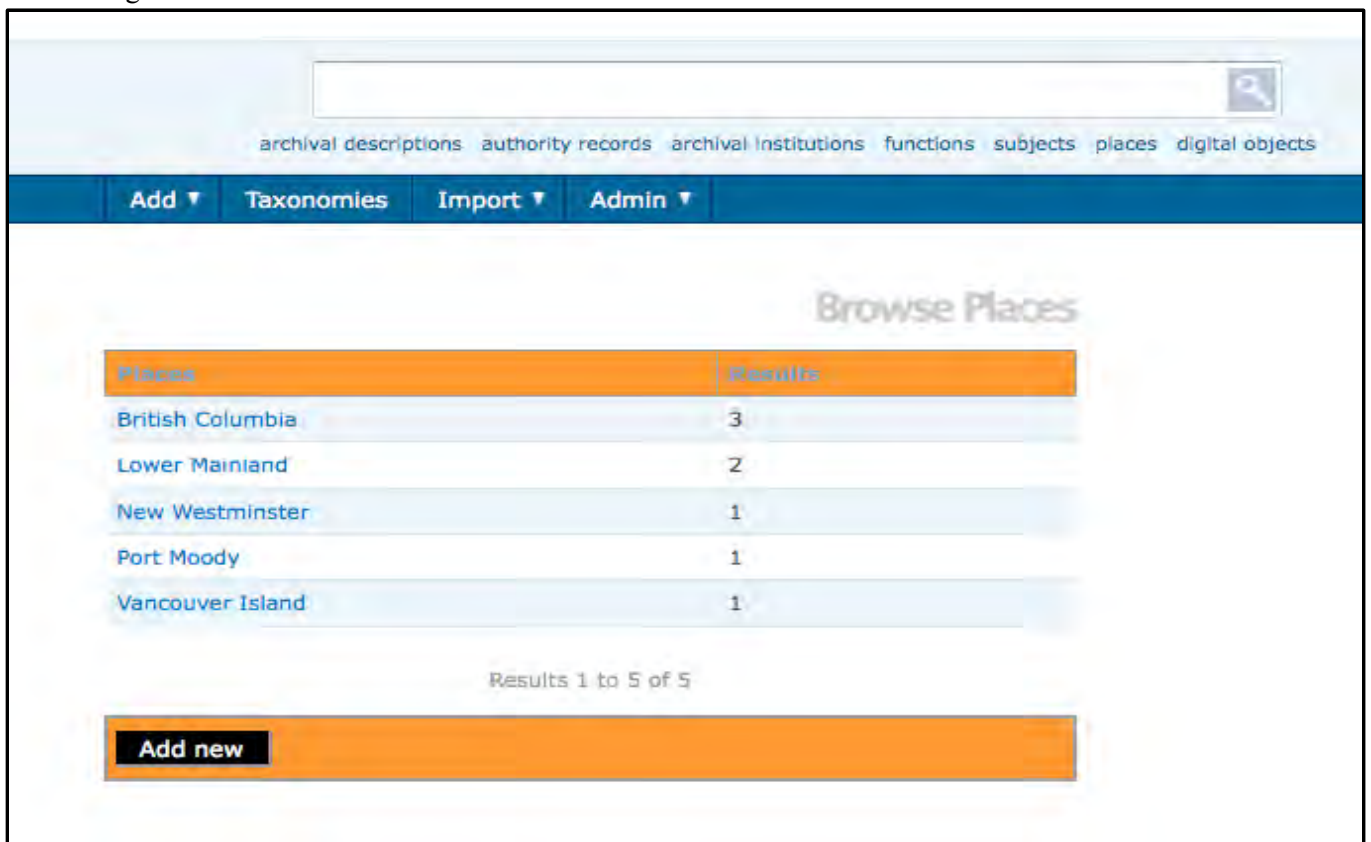 archival descriptions authority records archival institutions functions subjects places digital objects
Add ▼ Taxonomies Import ▼ Admin ▼
Browse Places
Places Results
British Columbia 3
Lower Mainland 2
New Westminster 1
Port Moody 1
Vancouver Island 1
Results 1 to 5 of 5
Add new